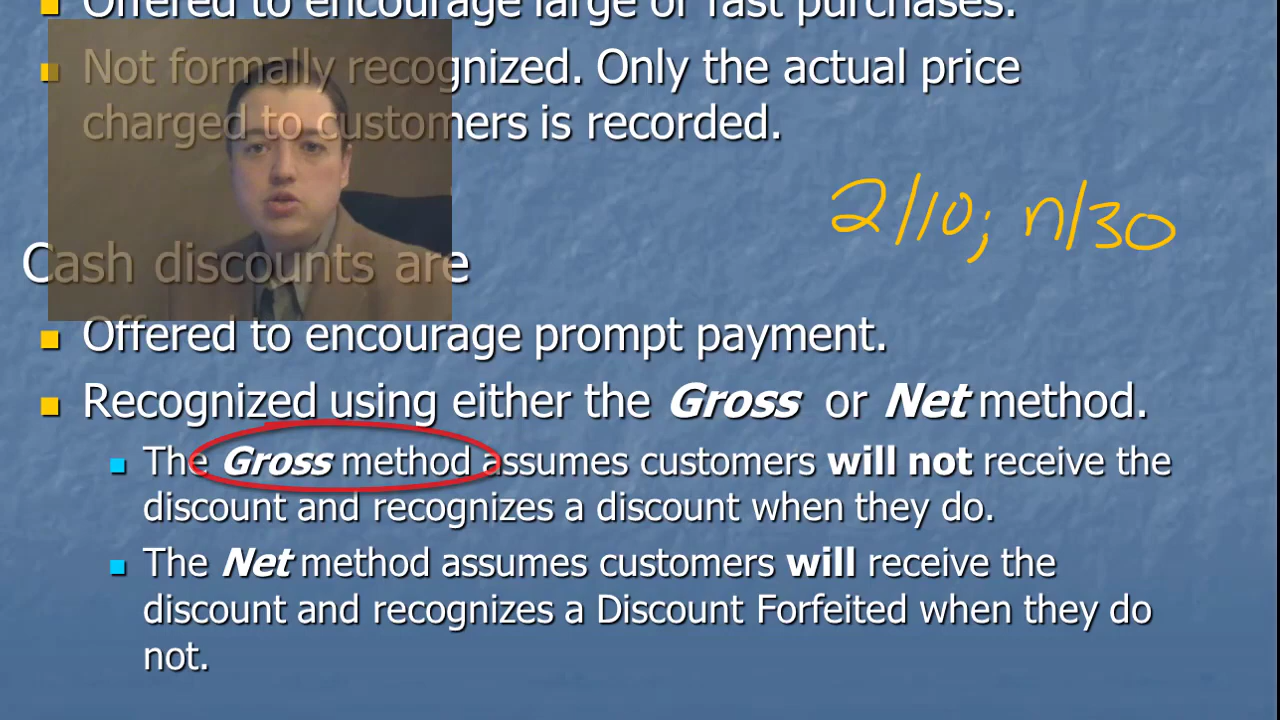 Offered to encourage large or fast purchases.
Not formally recognized. Only the actual price
charged to customers is recorded.
2/10; n/30
Cash discounts are
Offered to encourage prompt payment.
Recognized using either the Gross or Net method.
The Gross method assumes customers will not receive the
discount and recognizes a discount when they do.
The Net method assumes customers will receive the
discount and recognizes a Discount Forfeited when they do
not.